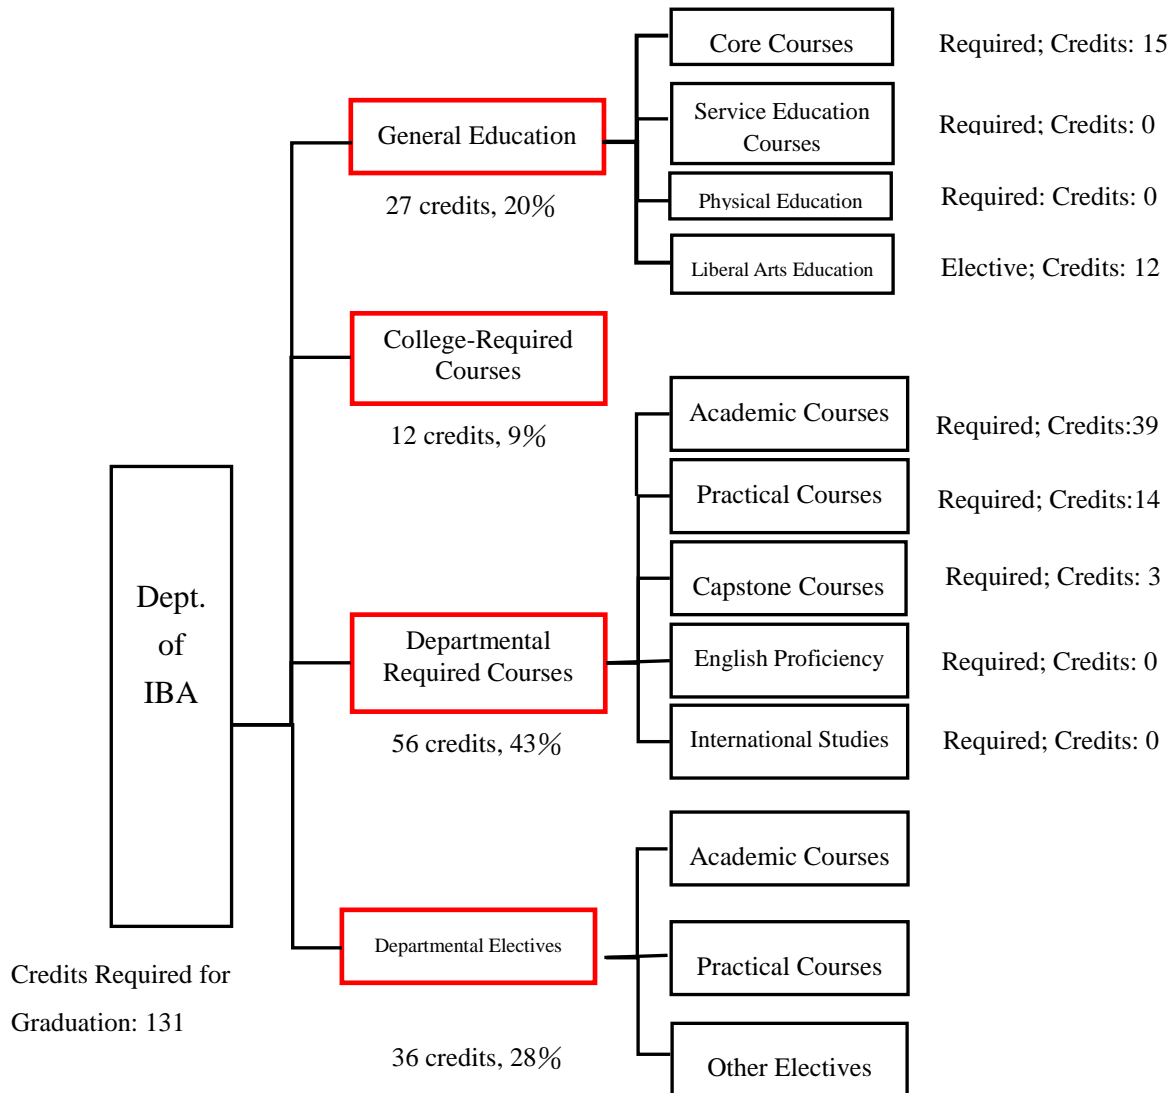 Core Courses
Required; Credits: 15
General Education
27 credits, 20%
Service Education
Courses
Required; Credits: 0
Physical Education
Required: Credits: 0
Liberal Arts Education
Elective; Credits: 12
College-Required
Courses
12 credits, 9%
Dept.
of
IBA
Credits Required for
Graduation: 131
Departmental
Required Courses
56 credits, 43%
Academic Courses
Required; Credits:39
Practical Courses
Required; Credits:14
Capstone Courses
Required; Credits: 3
English Proficiency
Required; Credits: 0
International Studies
Required; Credits: 0
Departmental Electives
36 credits, 28%
Academic Courses
Practical Courses
Other Electives